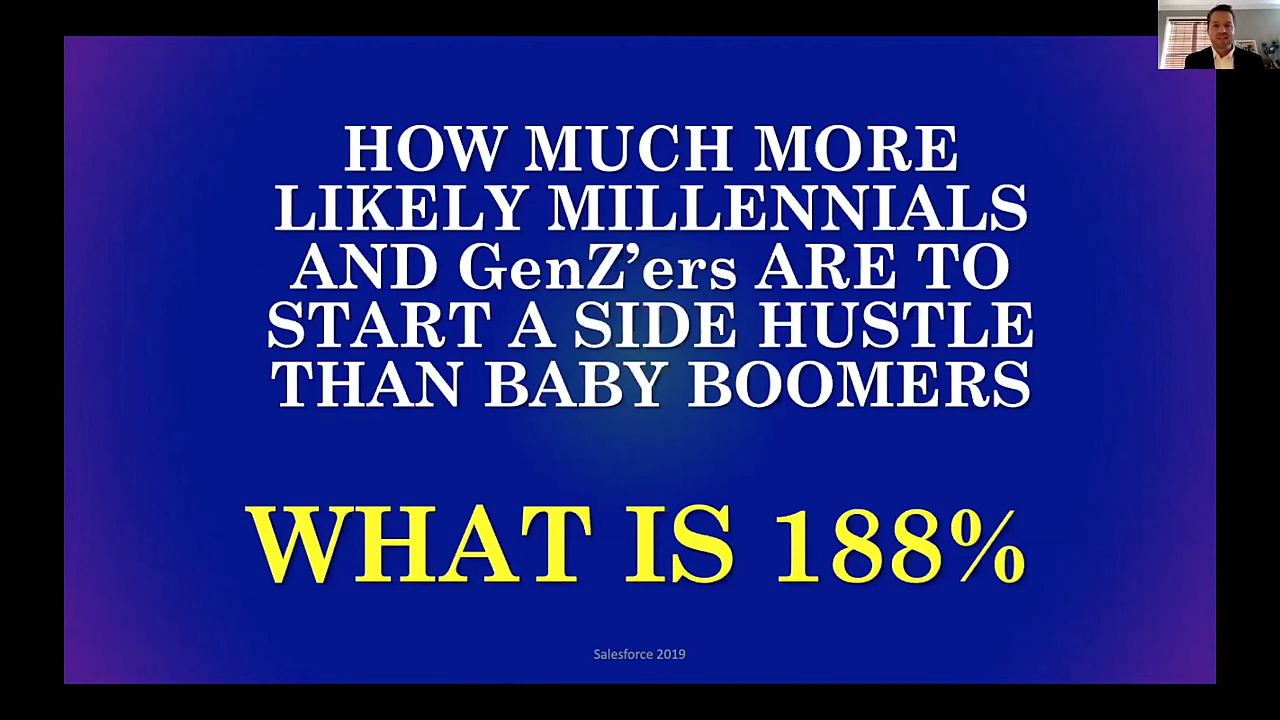 HOW MUCH MORE
LIKELY MILLENNIALS
AND GenZ’ers ARE TO
START A SIDE HUSTLE
THAN BABY BOOMERS
WHAT IS 188%
Salesforce 2019